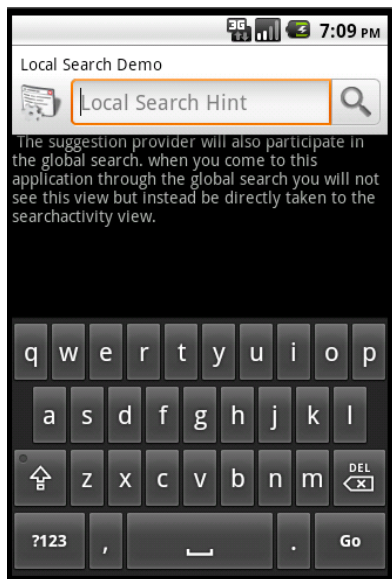 3G 7:09 PM
Local Search Demo
Local Search Hint
The suggestion provider will also participate in
the global search. when you come to this
application through the global search you will not
see this view but instead be directly taken to the
searchactivity view.
q w e r t y u i o p
a s d f g h j k l
z x c v b n m DEL
?123 , . Go